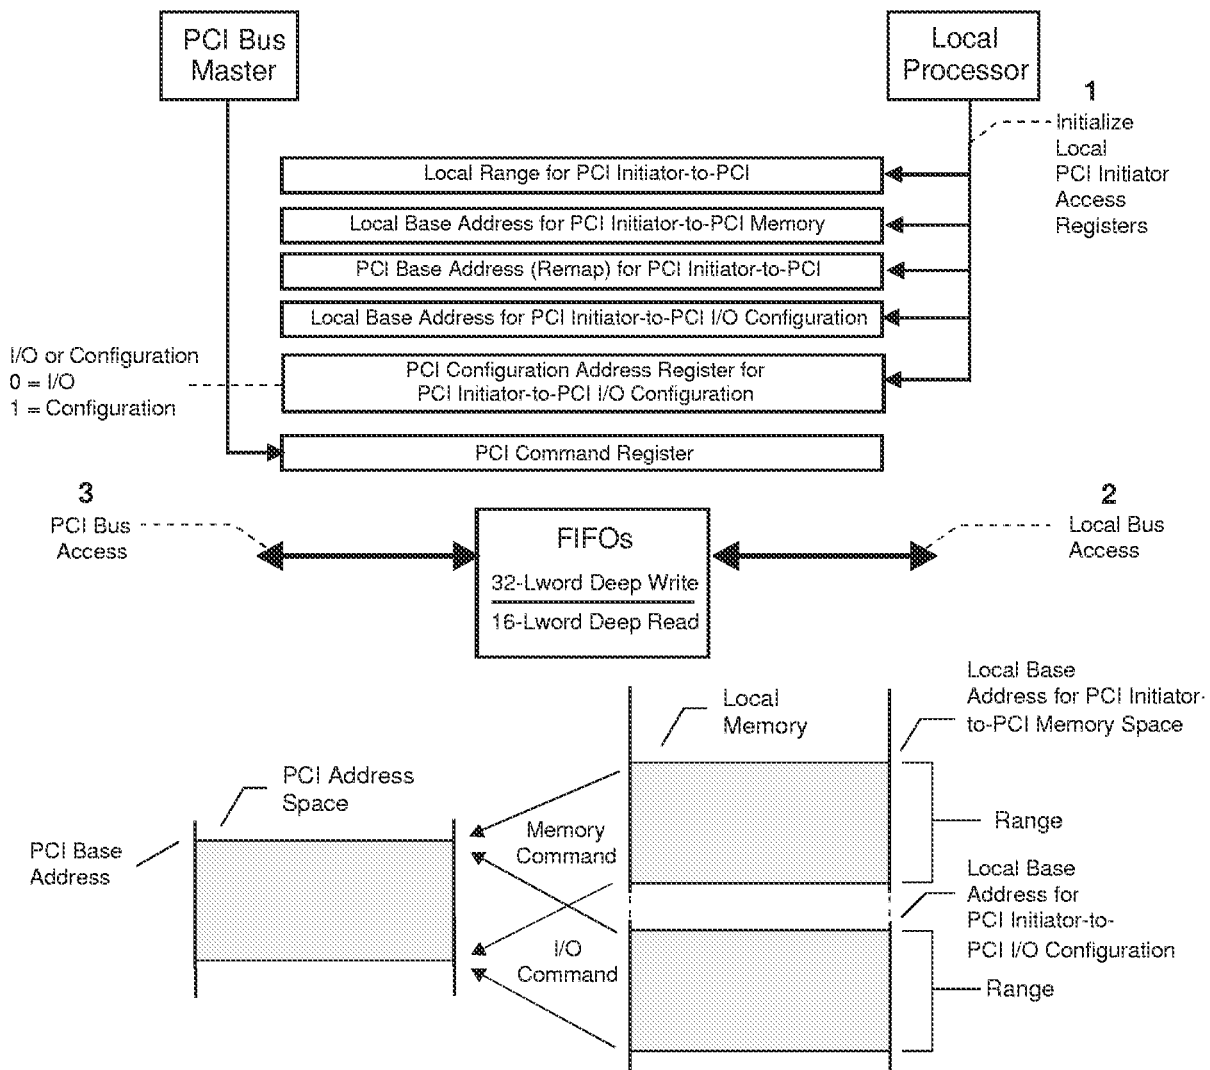 PCI Bus
Master
Local
Processor
1
Initialize
Local
PCI Initiator
Access
Registers
Local Range for PCI Initiator-to-PCI
Local Base Address for PCI Initiator-to-PCI Memory
PCI Base Address (Remap) for PCI Initiator-to-PCI
Local Base Address for PCI Initiator-to-PCI I/O Configuration
I/O or Configuration
0 = I/O
1 = Configuration
PCI Configuration Address Register for
PCI Initiator-to-PCI I/O Configuration
PCI Command Register
3
PCI Bus
Access
FIFOs
32-Lword Deep Write
16-Lword Deep Read
2
Local Bus
Access
Local
Memory
Local Base
Address for PCI Initiator-
to-PCI Memory Space
PCI Address
Space
PCI Base
Address
Memory
Command
Range
Local Base
Address for
PCI Initiator-to-
PCI I/O Configuration
I/O
Command
Range